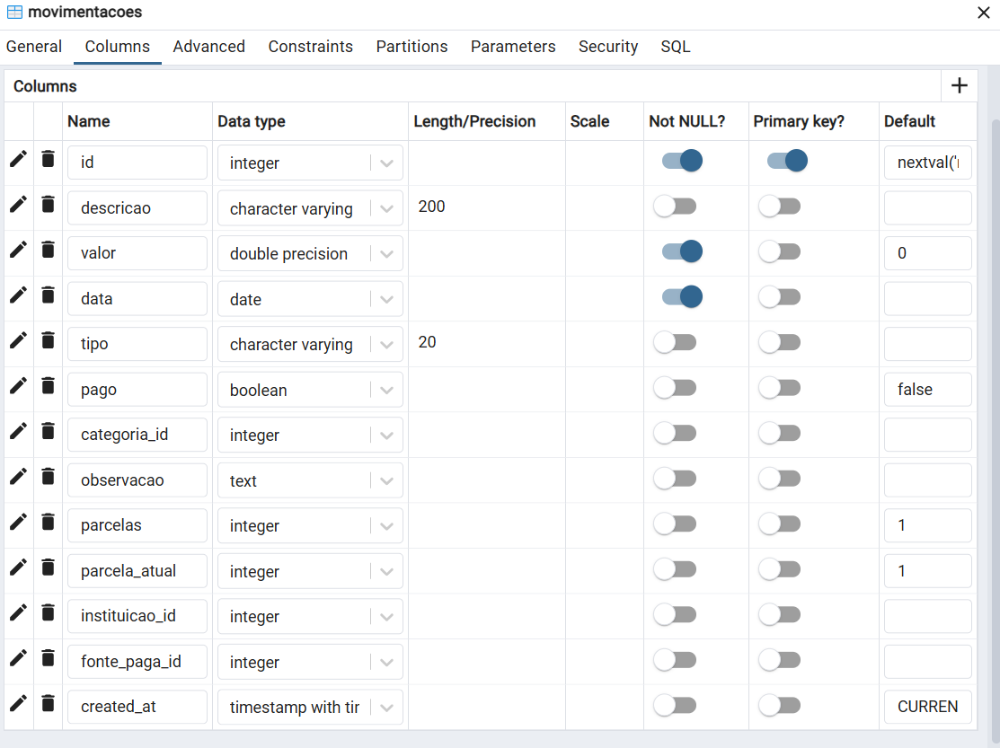 movimentacoes
General Columns Advanced Constraints Partitions Parameters Security SQL
Columns
Name Data type Length/Precision Scale Not NULL? Primary key? Default
id integer nextval('
descricao character varying 200
valor double precision 0
data date
tipo character varying 20
pago boolean false
categoria_id integer
observacao text
parcelas integer 1
parcela_atual integer 1
instituicao_id integer
fonte_paga_id integer
created_at timestamp with tir CURREN